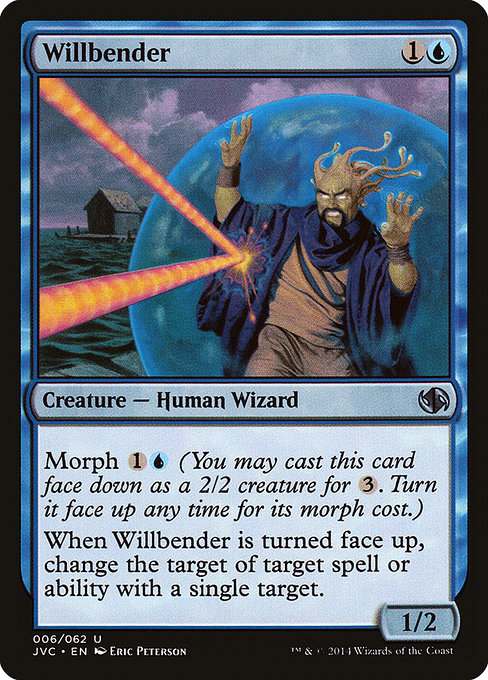 Willbender 1
Creature — Human Wizard
Morph 1 (You may cast this card
face down as a 2/2 creature for 3. Turn
it face up any time for its morph cost.)
When Willbender is turned face up,
change the target of target spell or
ability with a single target.
1/2
006/062 U
JVC • EN Eric Peterson
™ & © 2014 Wizards of the Coast